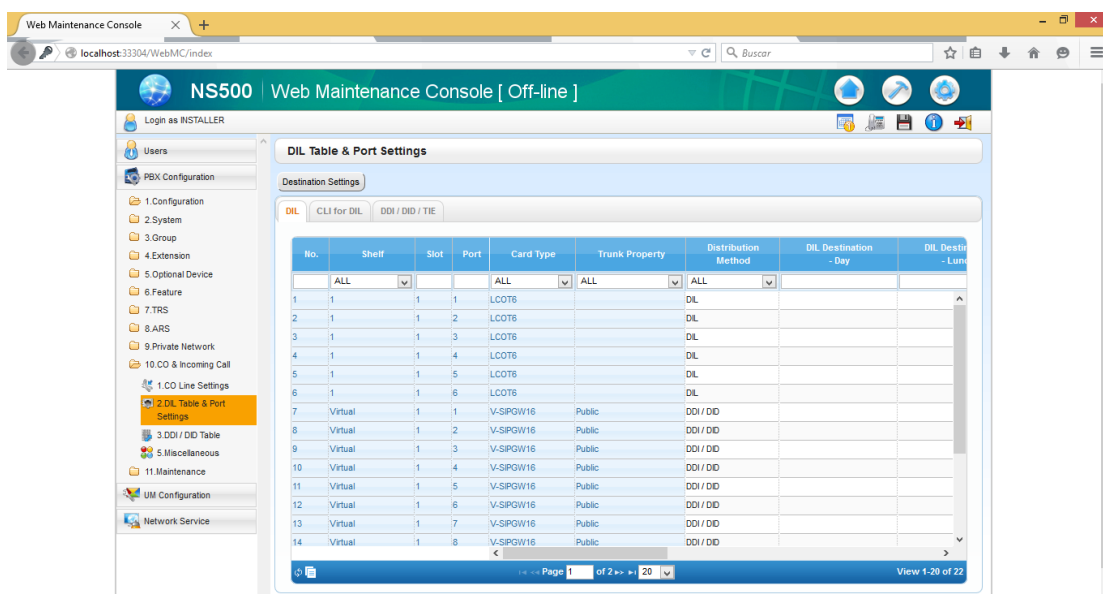 Web Maintenance Console
localhost:33304/WebMC/index
Buscar
NS500 Web Maintenance Console [ Off-line ]
Login as INSTALLER
Users
PBX Configuration
1.Configuration
2.System
3.Group
4.Extension
5.Optional Device
6.Feature
7.TRS
8.ARS
9.Private Network
10.CO & Incoming Call
1.CO Line Settings
2.DIL Table & Port
Settings
3.DDI / DID Table
5.Miscellaneous
11.Maintenance
UM Configuration
Network Service
DIL Table & Port Settings
Destination Settings
DIL CLI for DIL DDI / DID / TIE
No. Shelf Slot Port Card Type Trunk Property Distribution Method DIL Destination - Day DIL Destin - Lunc
ALL ALL ALL ALL
1 1 1 1 LCOT6 DIL
2 1 1 2 LCOT6 DIL
3 1 1 3 LCOT6 DIL
4 1 1 4 LCOT6 DIL
5 1 1 5 LCOT6 DIL
6 1 1 6 LCOT6 DIL
7 Virtual 1 1 V-SIPGW16 Public DDI / DID
8 Virtual 1 2 V-SIPGW16 Public DDI / DID
9 Virtual 1 3 V-SIPGW16 Public DDI / DID
10 Virtual 1 4 V-SIPGW16 Public DDI / DID
11 Virtual 1 5 V-SIPGW16 Public DDI / DID
12 Virtual 1 6 V-SIPGW16 Public DDI / DID
13 Virtual 1 7 V-SIPGW16 Public DDI / DID
14 Virtual 1 8 V-SIPGW16 Public DDI / DID
Page 1 of 2 20 View 1-20 of 22